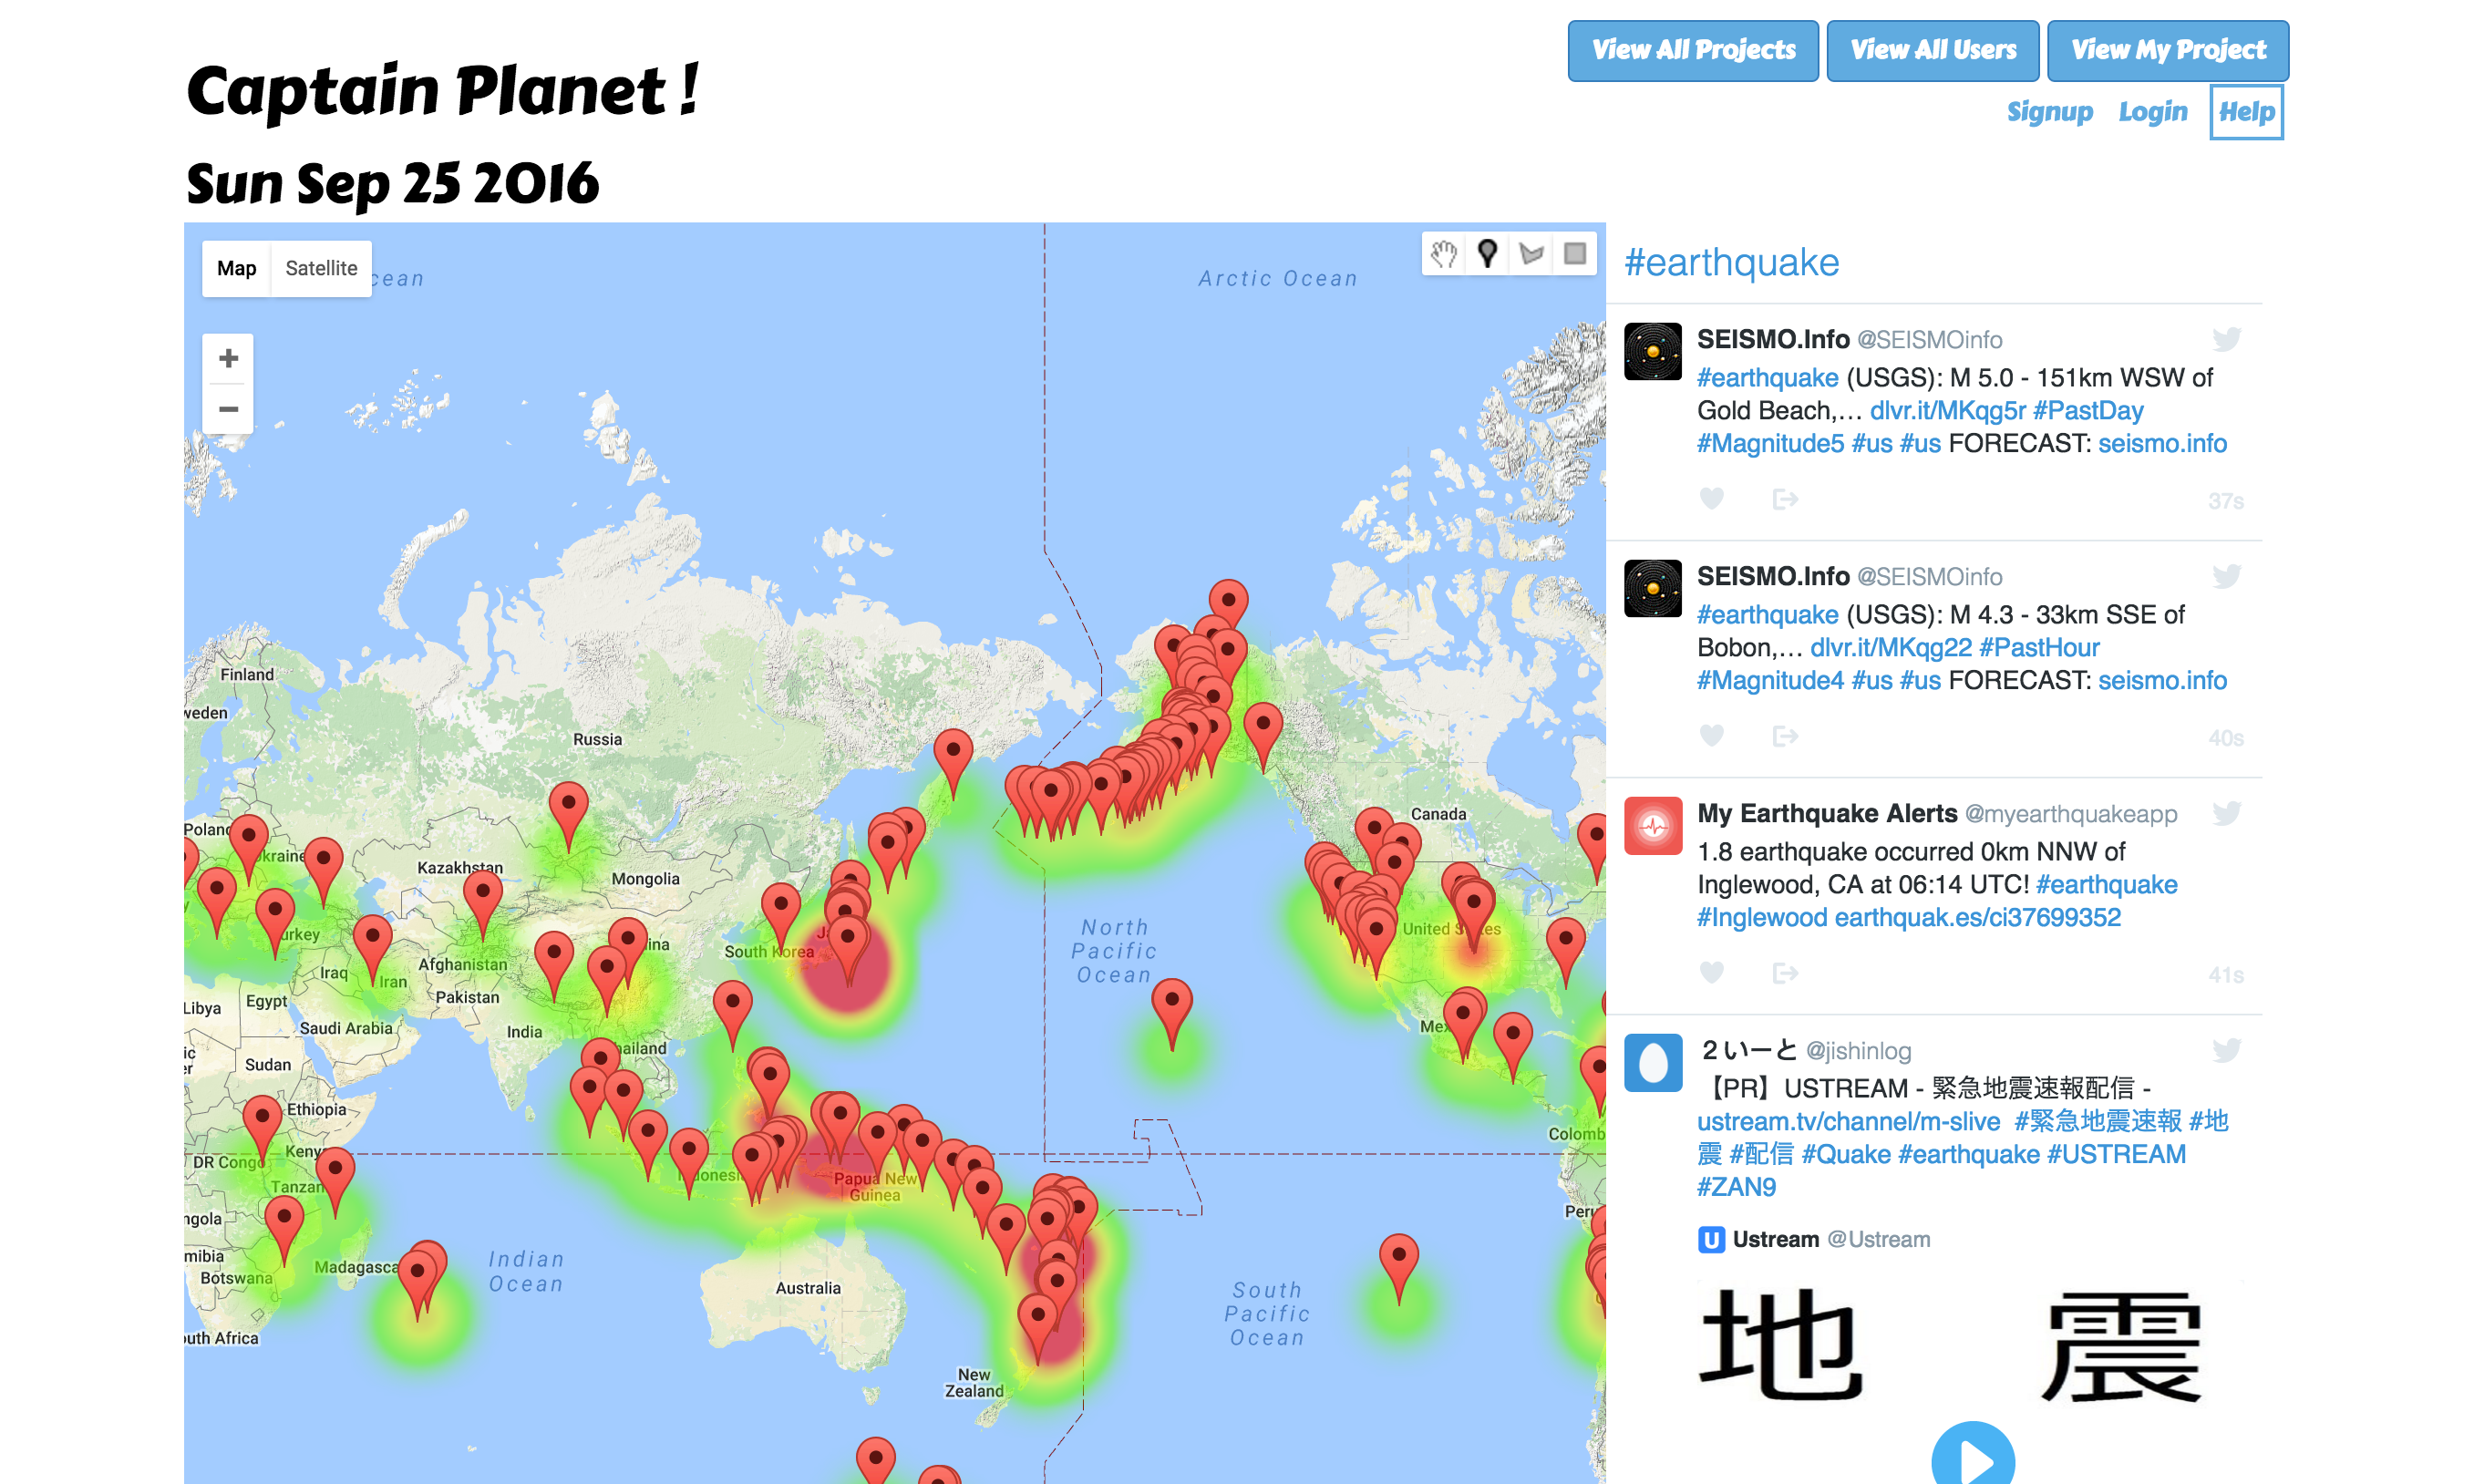 View All Projects
View All Users
View My Project
Captain Planet !
Signup
Login
Help
Sun Sep 25 2016
Map
Satellite
cean
Arctic Ocean
+
−
Finland
weden
Russia
Poland
kraine
Kazakhstan
Mongolia
Canada
urkey
South Korea
United
North
Pacific
Ocean
Iraq
Iran
Afghanistan
Pakistan
Libya
Egypt
Saudi Arabia
India
ina
hailand
Mex
Sudan
Ethiopia
DR Congo
Keny
Tanzan
ngola
mibia
Botswana
Madagasca
uth Africa
Indian
Ocean
ndonesi
Papua New
Guinea
Colomb
Peru
Australia
South
Pacific
Ocean
New
Zealand
#earthquake
SEISMO.Info @SEISMOinfo
#earthquake (USGS): M 5.0 - 151km WSW of
Gold Beach,… dlvr.it/MKqg5r #PastDay
#Magnitude5 #us #us FORECAST: seismo.info
37s
SEISMO.Info @SEISMOinfo
#earthquake (USGS): M 4.3 - 33km SSE of
Bobon,… dlvr.it/MKqg22 #PastHour
#Magnitude4 #us #us FORECAST: seismo.info
40s
My Earthquake Alerts @myearthquakeapp
1.8 earthquake occurred 0km NNW of
Inglewood, CA at 06:14 UTC! #earthquake
#Inglewood earthquak.es/ci37699352
41s
２いーと @jishinlog
【PR】USTREAM - 緊急地震速報配信 -
ustream.tv/channel/m-slive #緊急地震速報 #地
震 #配信 #Quake #earthquake #USTREAM
#ZAN9
U Ustream @Ustream
地 震